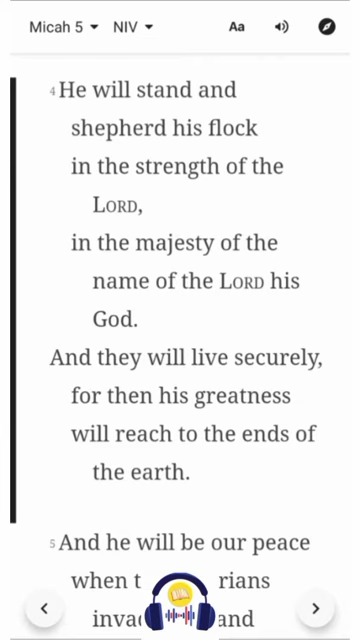 Micah 5 NIV Aa
4 He will stand and
shepherd his flock
in the strength of the
LORD,
in the majesty of the
name of the LORD his
God.
And they will live securely,
for then his greatness
will reach to the ends of
the earth.
5 And he will be our peace
when t rians
inva and